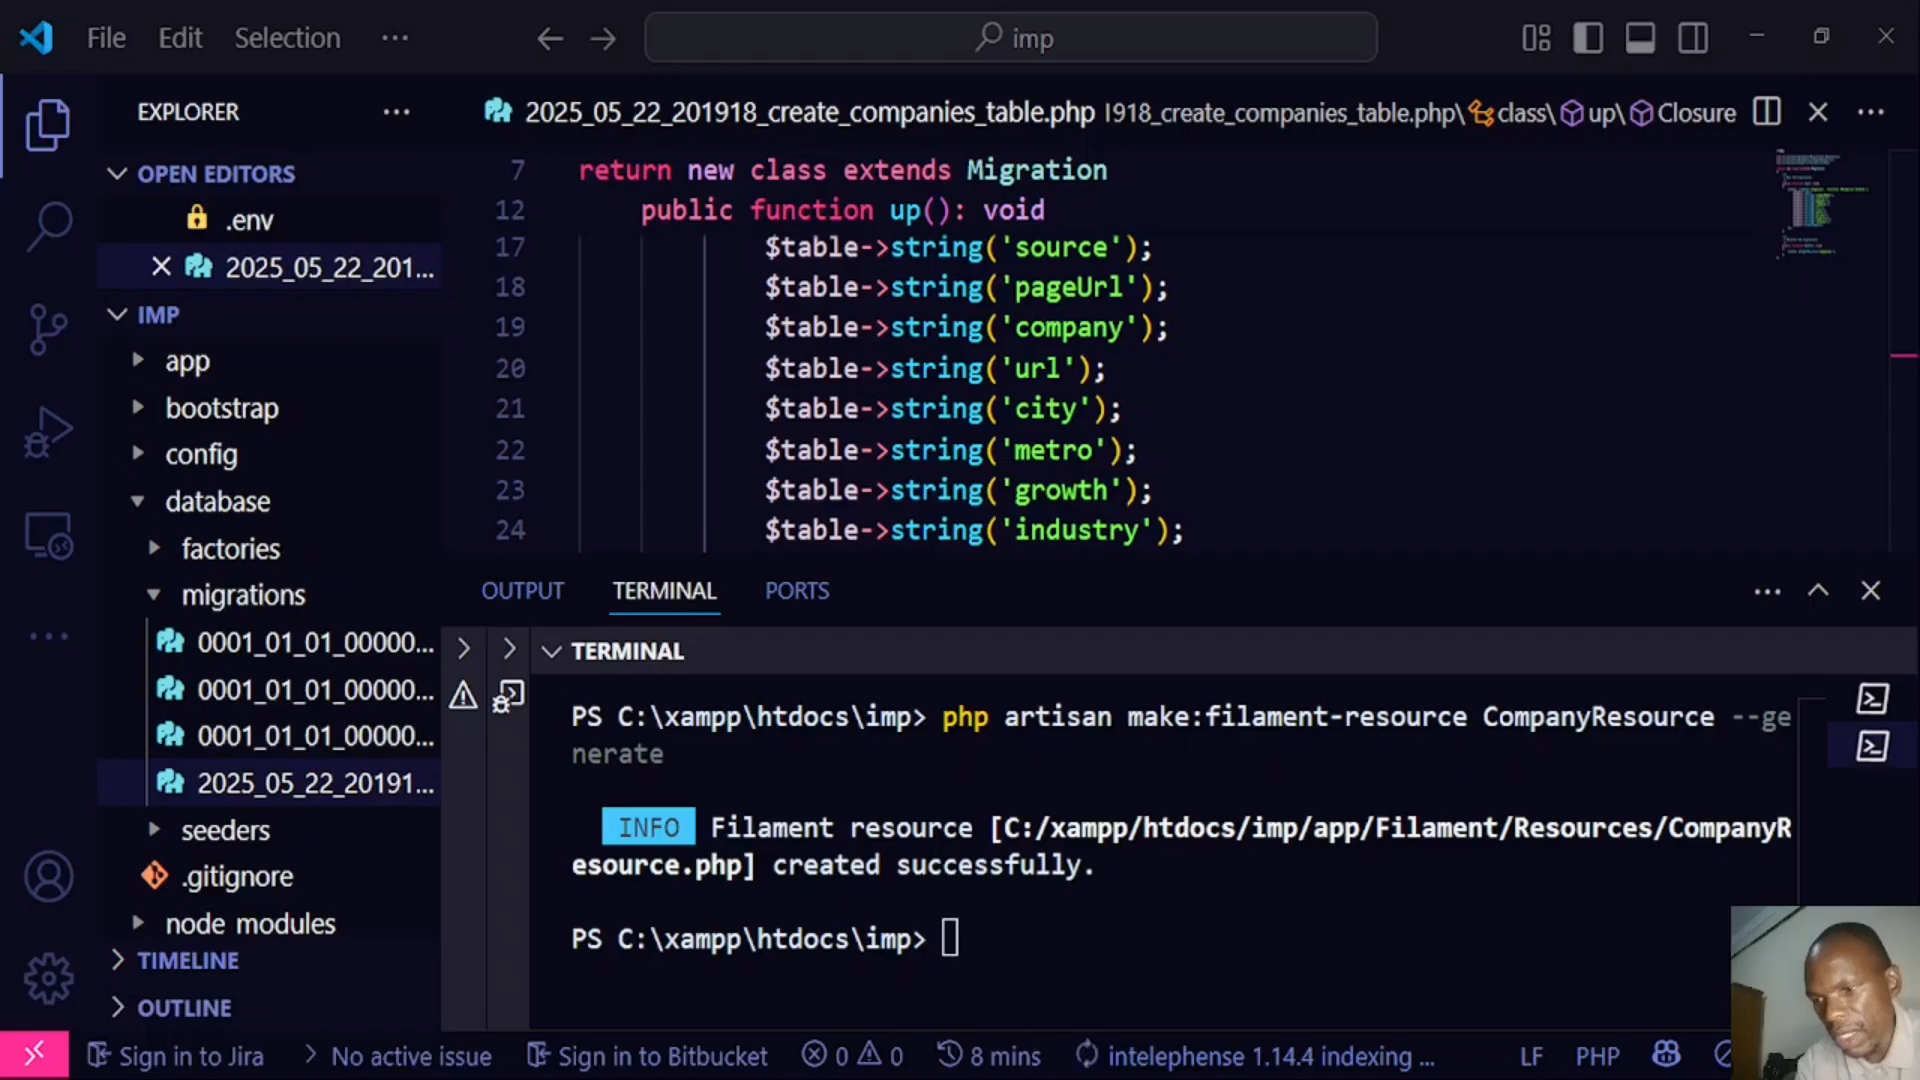 File Edit Selection ··· imp
EXPLORER ···
OPEN EDITORS
.env
2025_05_22_201...
IMP
app
bootstrap
config
database
factories
migrations
0001_01_01_00000...
0001_01_01_00000...
0001_01_01_00000...
2025_05_22_20191...
seeders
.gitignore
node modules
TIMELINE
OUTLINE
2025_05_22_201918_create_companies_table.php I918_create_companies_table.php\class\up\Closure
7 return new class extends Migration
12 public function up(): void
17 $table->string('source');
18 $table->string('pageUrl');
19 $table->string('company');
20 $table->string('url');
21 $table->string('city');
22 $table->string('metro');
23 $table->string('growth');
24 $table->string('industry');
OUTPUT TERMINAL PORTS
TERMINAL
PS C:\xampp\htdocs\imp> php artisan make:filament-resource CompanyResource --ge
nerate
INFO Filament resource [C:/xampp/htdocs/imp/app/Filament/Resources/CompanyR
esource.php] created successfully.
PS C:\xampp\htdocs\imp>
Sign in to Jira No active issue Sign in to Bitbucket 0 0 8 mins intelephense 1.14.4 indexing ... LF PHP